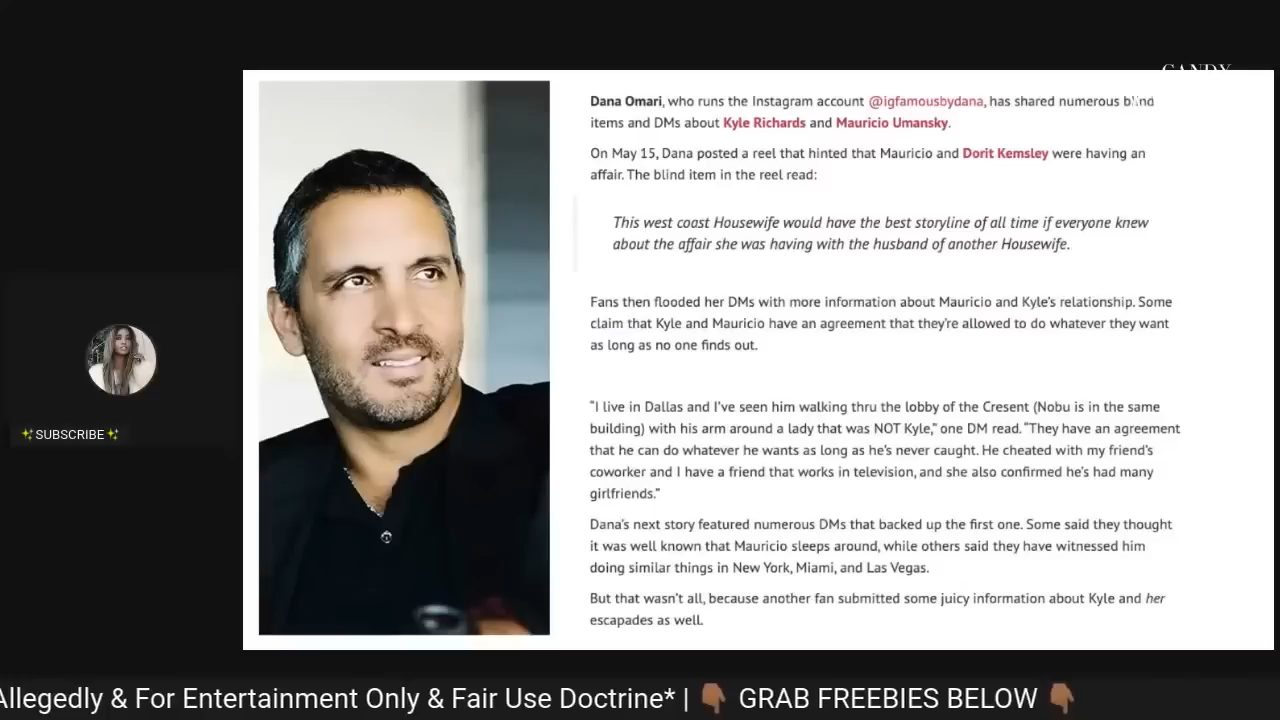 CANDY
Dana Omari, who runs the Instagram account @igfamousbydana, has shared numerous blind
items and DMs about Kyle Richards and Mauricio Umansky.
On May 15, Dana posted a reel that hinted that Mauricio and Dorit Kemsley were having an
affair. The blind item in the reel read:
This west coast Housewife would have the best storyline of all time if everyone knew
about the affair she was having with the husband of another Housewife.
Fans then flooded her DMs with more information about Mauricio and Kyle's relationship. Some
claim that Kyle and Mauricio have an agreement that they're allowed to do whatever they want
as long as no one finds out.
"I live in Dallas and I've seen him walking thru the lobby of the Cresent (Nobu is in the same
building) with his arm around a lady that was NOT Kyle," one DM read. "They have an agreement
that he can do whatever he wants as long as he's never caught. He cheated with my friend's
coworker and I have a friend that works in television, and she also confirmed he's had many
girlfriends."
Dana's next story featured numerous DMs that backed up the first one. Some said they thought
it was well known that Mauricio sleeps around, while others said they have witnessed him
doing similar things in New York, Miami, and Las Vegas.
But that wasn't all, because another fan submitted some juicy information about Kyle and her
escapades as well.
✨SUBSCRIBE✨
Allegedly & For Entertainment Only & Fair Use Doctrine* | 👇🏾 GRAB FREEBIES BELOW 👇🏾